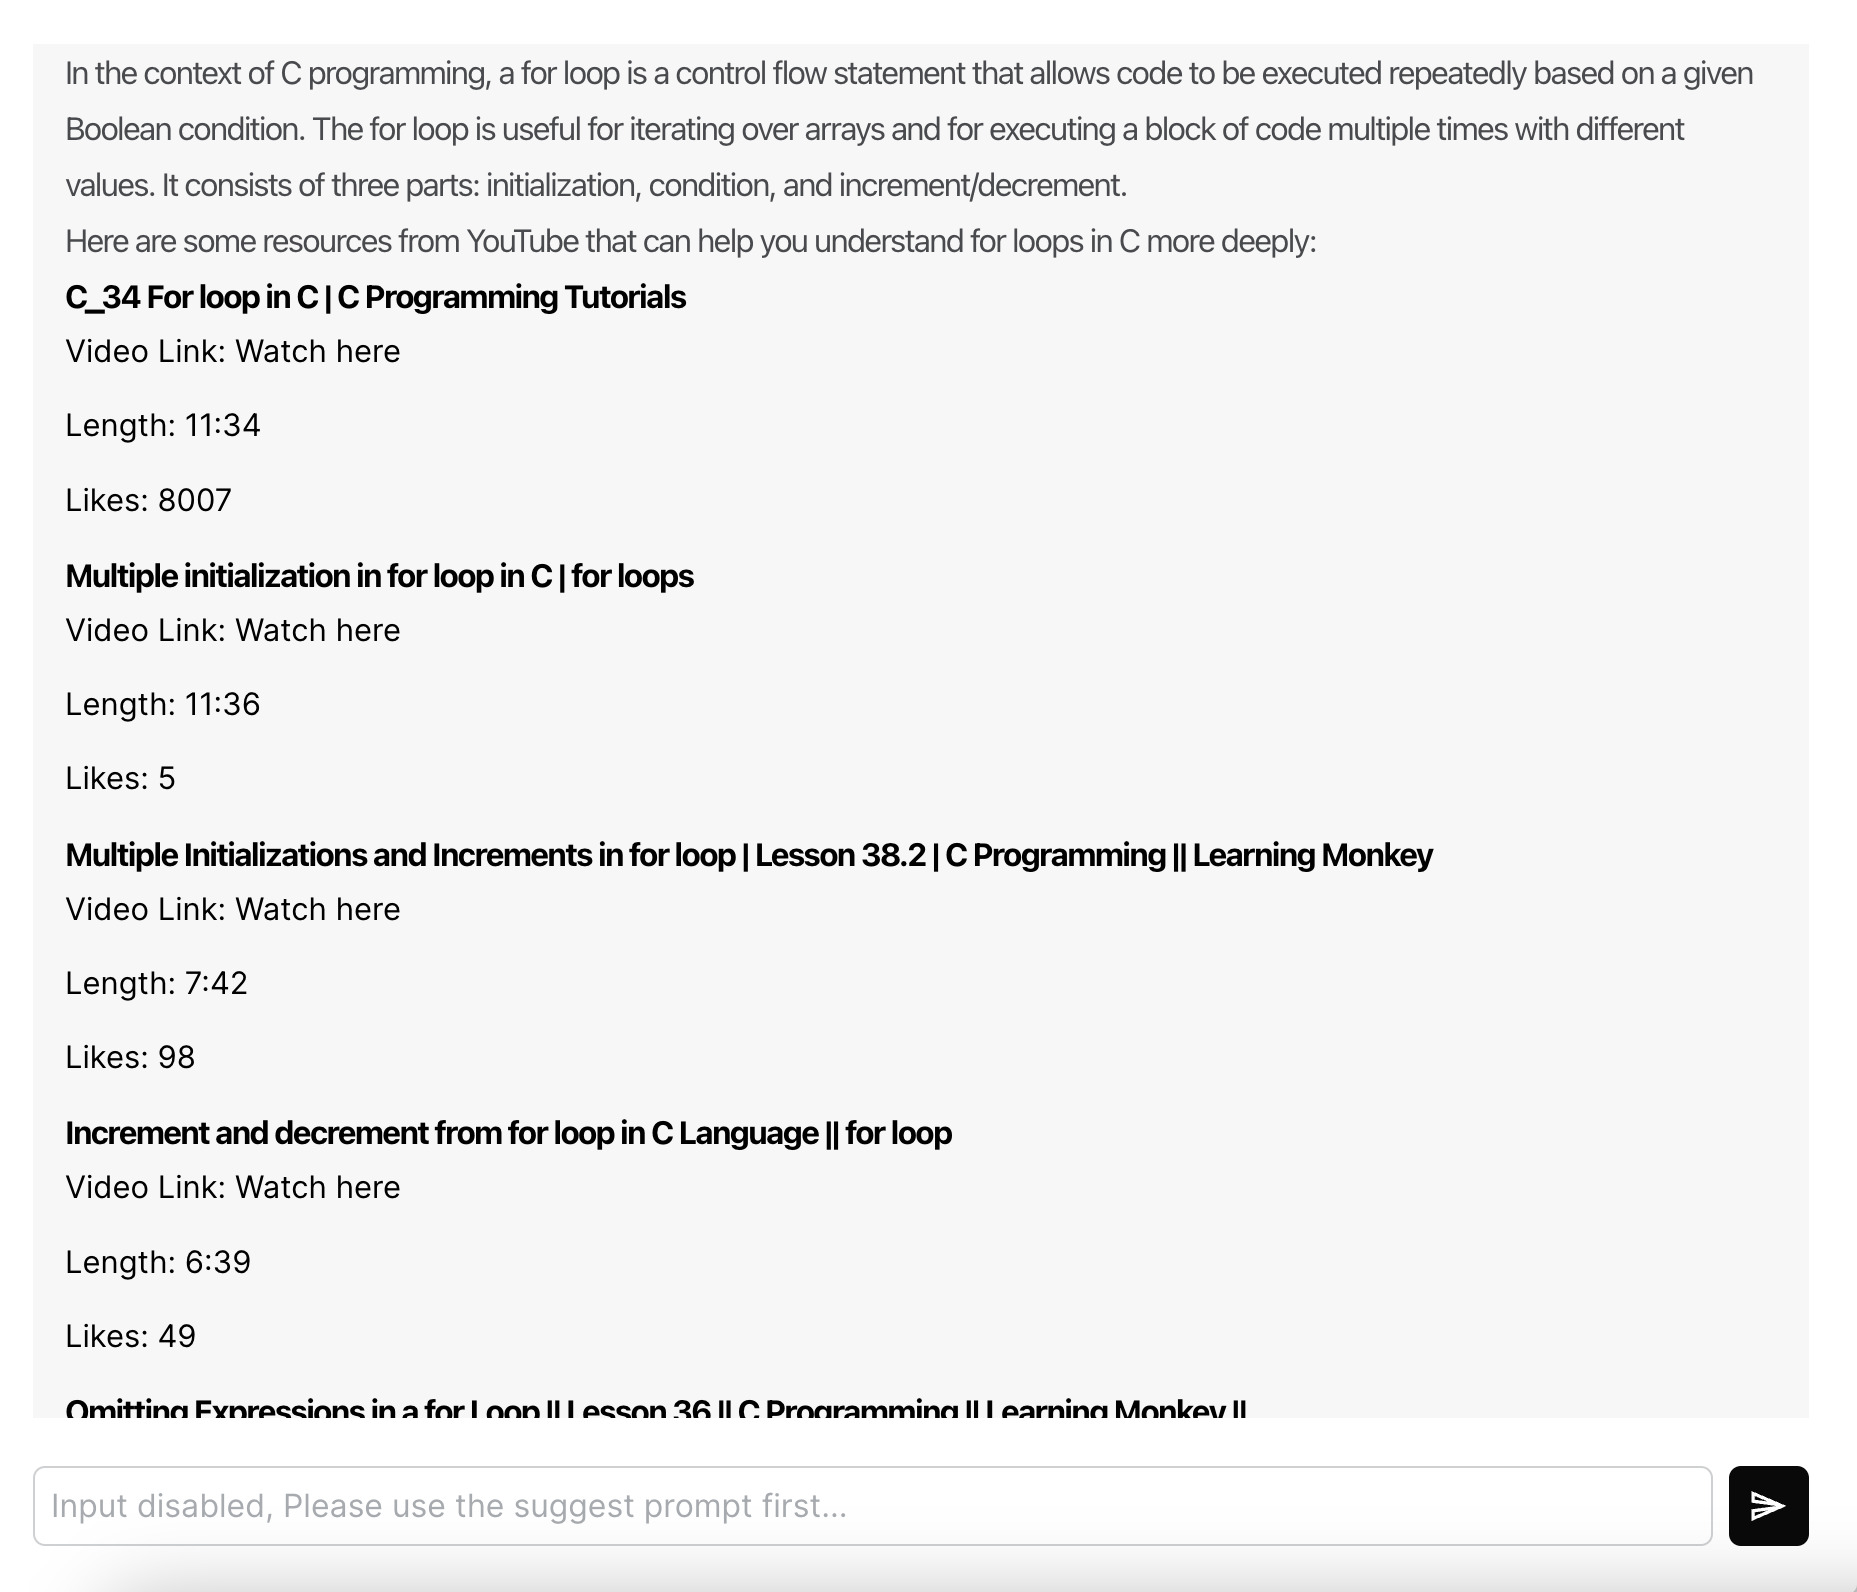 In the context of C programming, a for loop is a control flow statement that allows code to be executed repeatedly based on a given
Boolean condition. The for loop is useful for iterating over arrays and for executing a block of code multiple times with different
values. It consists of three parts: initialization, condition, and increment/decrement.
Here are some resources from YouTube that can help you understand for loops in C more deeply:
C_34 For loop in C | C Programming Tutorials
Video Link: Watch here
Length: 11:34
Likes: 8007
Multiple initialization in for loop in C | for loops
Video Link: Watch here
Length: 11:36
Likes: 5
Multiple Initializations and Increments in for loop | Lesson 38.2 | C Programming || Learning Monkey
Video Link: Watch here
Length: 7:42
Likes: 98
Increment and decrement from for loop in C Language || for loop
Video Link: Watch here
Length: 6:39
Likes: 49
Omitting Expressions in a for Loop || Lesson 36 || C Programming || Learning Monkey ||
Input disabled, Please use the suggest prompt first...